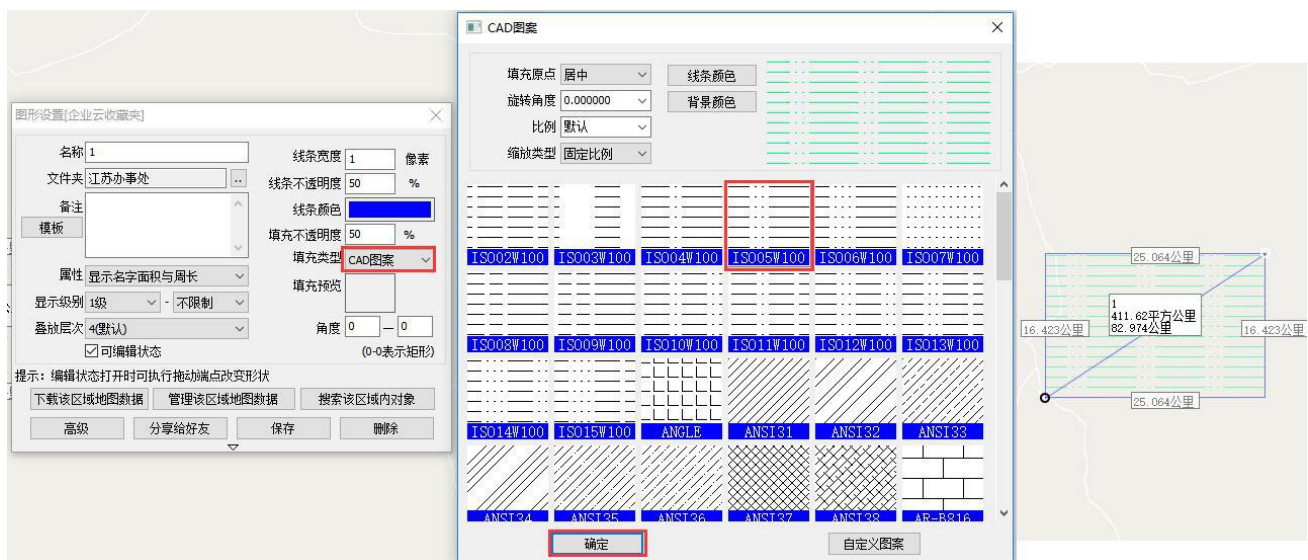 图形设置[企业云收藏夹]
名称 1
文件夹 江苏办事处 ..
备注
模板
属性 显示名字面积与周长
显示级别 1级 - 不限制
叠放层次 4(默认)
可编辑状态
线条宽度 1 像素
线条不透明度 50 %
线条颜色
填充不透明度 50 %
填充类型 CAD图案
填充预览
角度 0 — 0
(0-0表示矩形)
提示：编辑状态打开时可执行拖动端点改变形状
下载该区域地图数据 管理该区域地图数据 搜索该区域内对象
高级 分享给好友 保存 删除
CAD图案
填充原点 居中 线条颜色
旋转角度 0.000000 背景颜色
比例 默认
缩放类型 固定比例
ISO02W100 ISO03W100 ISO04W100 ISO05W100 ISO06W100 ISO07W100
ISO08W100 ISO09W100 ISO10W100 ISO11W100 ISO12W100 ISO13W100
ISO14W100 ISO15W100 ANGLE ANSI31 ANSI32 ANSI33
ANSI34 ANSI35 ANSI36 ANSI37 ANSI38 AR-B816
确定 自定义图案
25.064公里
1
411.62平方公里
82.974公里
16.423公里
16.423公里
25.064公里